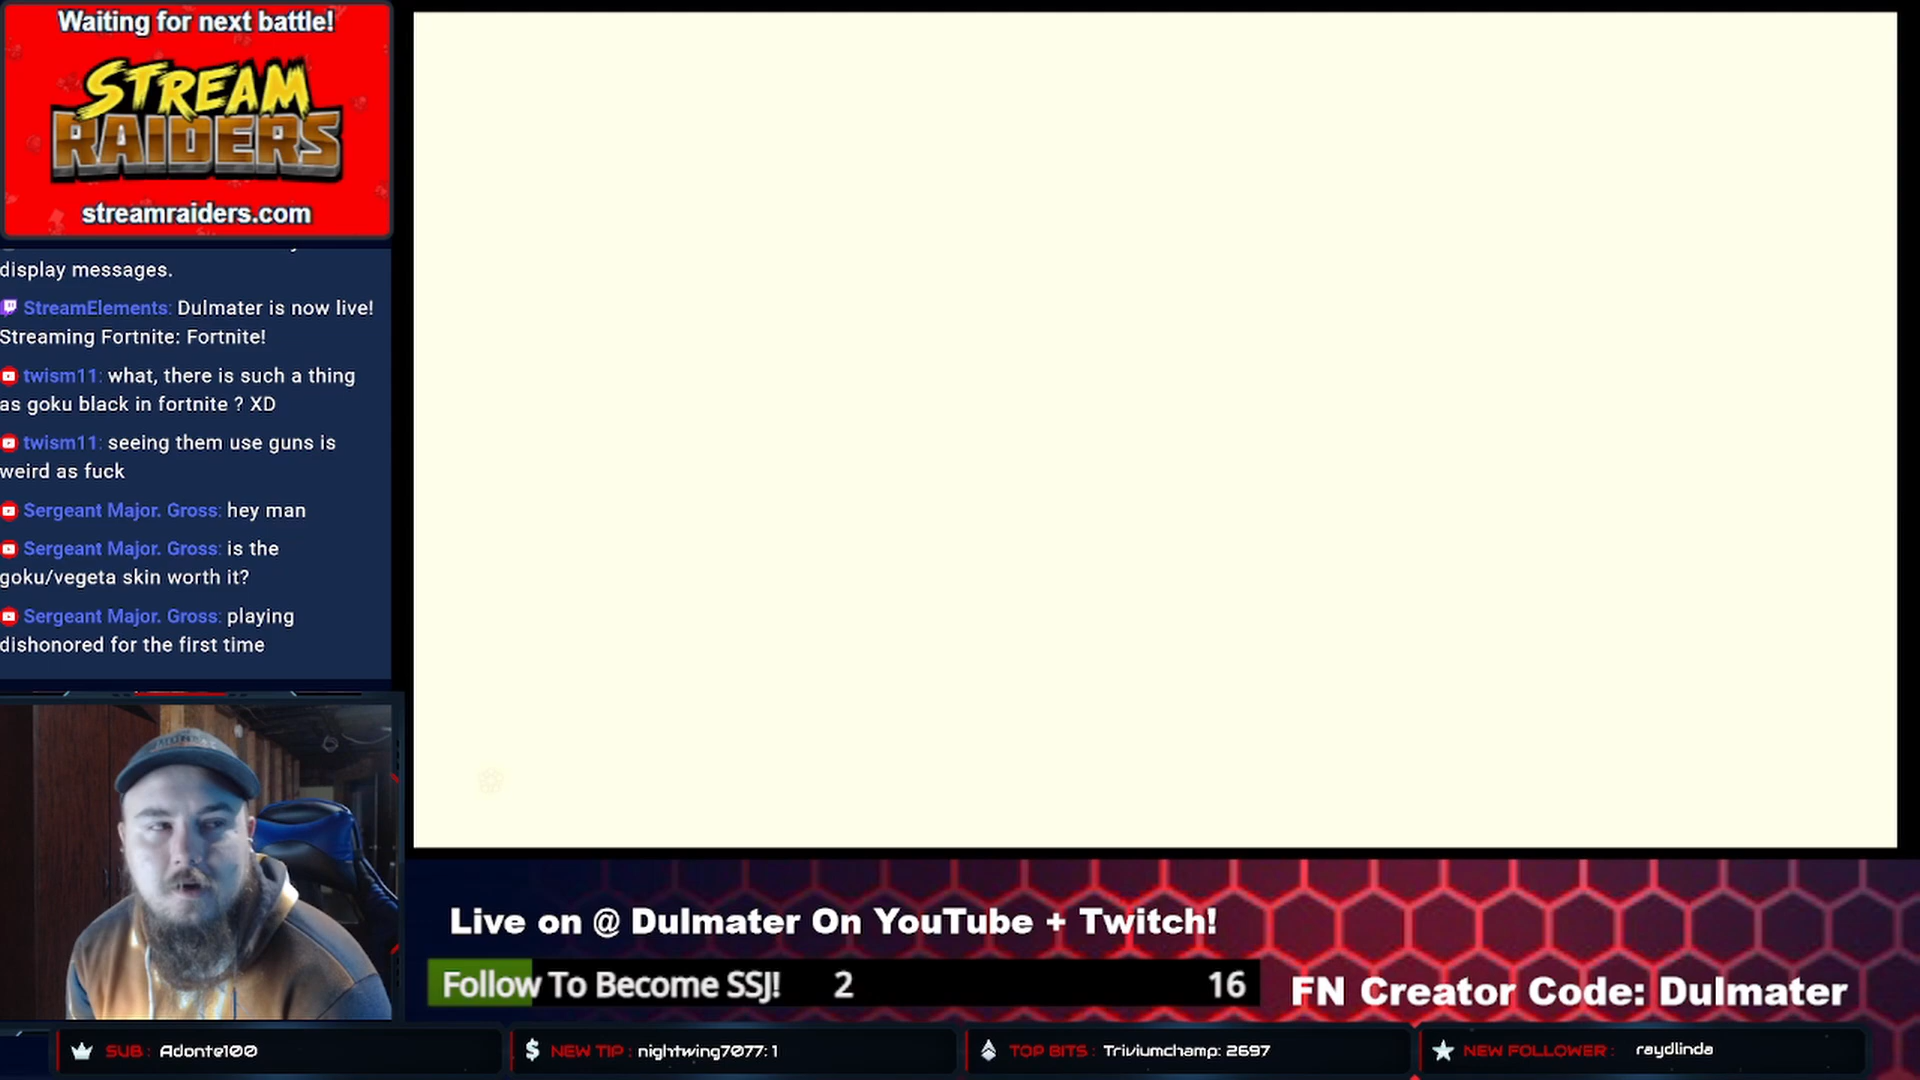 Waiting for next battle!
STREAM
RAIDERS
streamraiders.com
display messages.
StreamElements: Dulmater is now live!
Streaming Fortnite: Fortnite!
twism11: what, there is such a thing
as goku black in fortnite ? XD
twism11: seeing them use guns is
weird as fuck
Sergeant Major. Gross: hey man
Sergeant Major. Gross: is the
goku/vegeta skin worth it?
Sergeant Major. Gross: playing
dishonored for the first time
Live on @ Dulmater On YouTube + Twitch!
Follow To Become SSJ! 2 16
FN Creator Code: Dulmater
SUB : Adonte100
NEW TIP : nightwing7077: 1
TOP BITS : Triviumchamp: 2697
NEW FOLLOWER : raydlinda